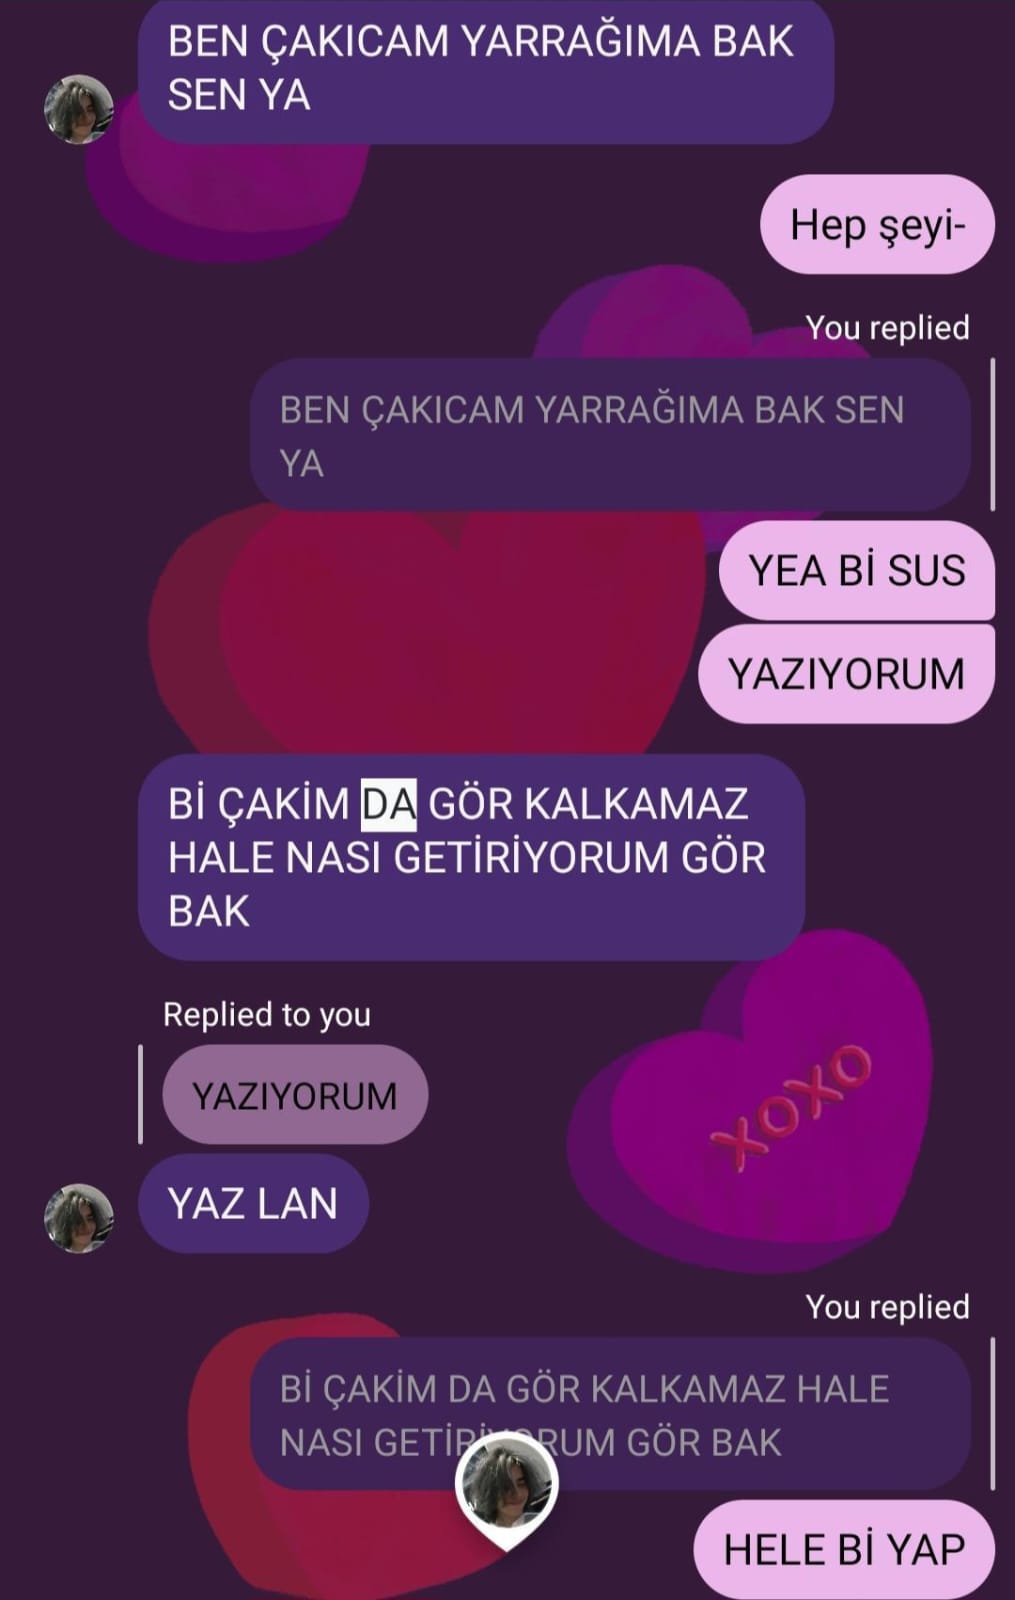 BEN ÇAKICAM YARRAĞIMA BAK
SEN YA
Hep şeyi-
You replied
BEN ÇAKICAM YARRAĞIMA BAK SEN
YA
YEA Bİ SUS
YAZIYORUM
Bİ ÇAKİM DA GÖR KALKAMAZ
HALE NASI GETİRİYORUM GÖR
BAK
XOXO
Replied to you
YAZIYORUM
YAZ LAN
You replied
Bİ ÇAKİM DA GÖR KALKAMAZ HALE
NASI GETİRİYORUM GÖR BAK
HELE Bİ YAP